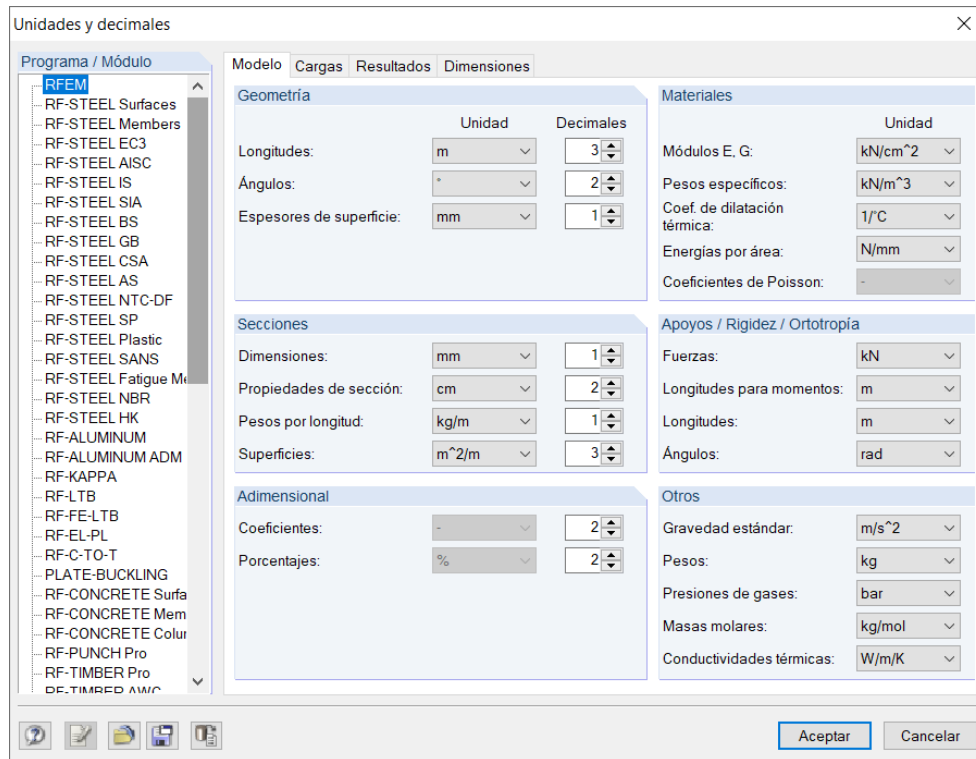 Unidades y decimales
Programa / Módulo
RFEM
RF-STEEL Surfaces
RF-STEEL Members
RF-STEEL EC3
RF-STEEL AISC
RF-STEEL IS
RF-STEEL SIA
RF-STEEL BS
RF-STEEL GB
RF-STEEL CSA
RF-STEEL AS
RF-STEEL NTC-DF
RF-STEEL SP
RF-STEEL Plastic
RF-STEEL SANS
RF-STEEL Fatigue Me
RF-STEEL NBR
RF-STEEL HK
RF-ALUMINUM
RF-ALUMINUM ADM
RF-KAPPA
RF-LTB
RF-FE-LTB
RF-EL-PL
RF-C-TO-T
PLATE-BUCKLING
RF-CONCRETE Surfa
RF-CONCRETE Mem
RF-CONCRETE Colur
RF-PUNCH Pro
RF-TIMBER Pro
RF-TIMBER AWC
Modelo Cargas Resultados Dimensiones
Geometría
Unidad Decimales
Longitudes: m 3
Ángulos: ° 2
Espesores de superficie: mm 1
Secciones
Dimensiones: mm 1
Propiedades de sección: cm 2
Pesos por longitud: kg/m 1
Superficies: m^2/m 3
Adimensional
Coeficientes: - 2
Porcentajes: % 2
Materiales
Unidad
Módulos E, G: kN/cm^2
Pesos específicos: kN/m^3
Coef. de dilatación
térmica: 1/°C
Energías por área: N/mm
Coeficientes de Poisson: -
Apoyos / Rigidez / Ortotropía
Fuerzas: kN
Longitudes para momentos: m
Longitudes: m
Ángulos: rad
Otros
Gravedad estándar: m/s^2
Pesos: kg
Presiones de gases: bar
Masas molares: kg/mol
Conductividades térmicas: W/m/K
Aceptar Cancelar